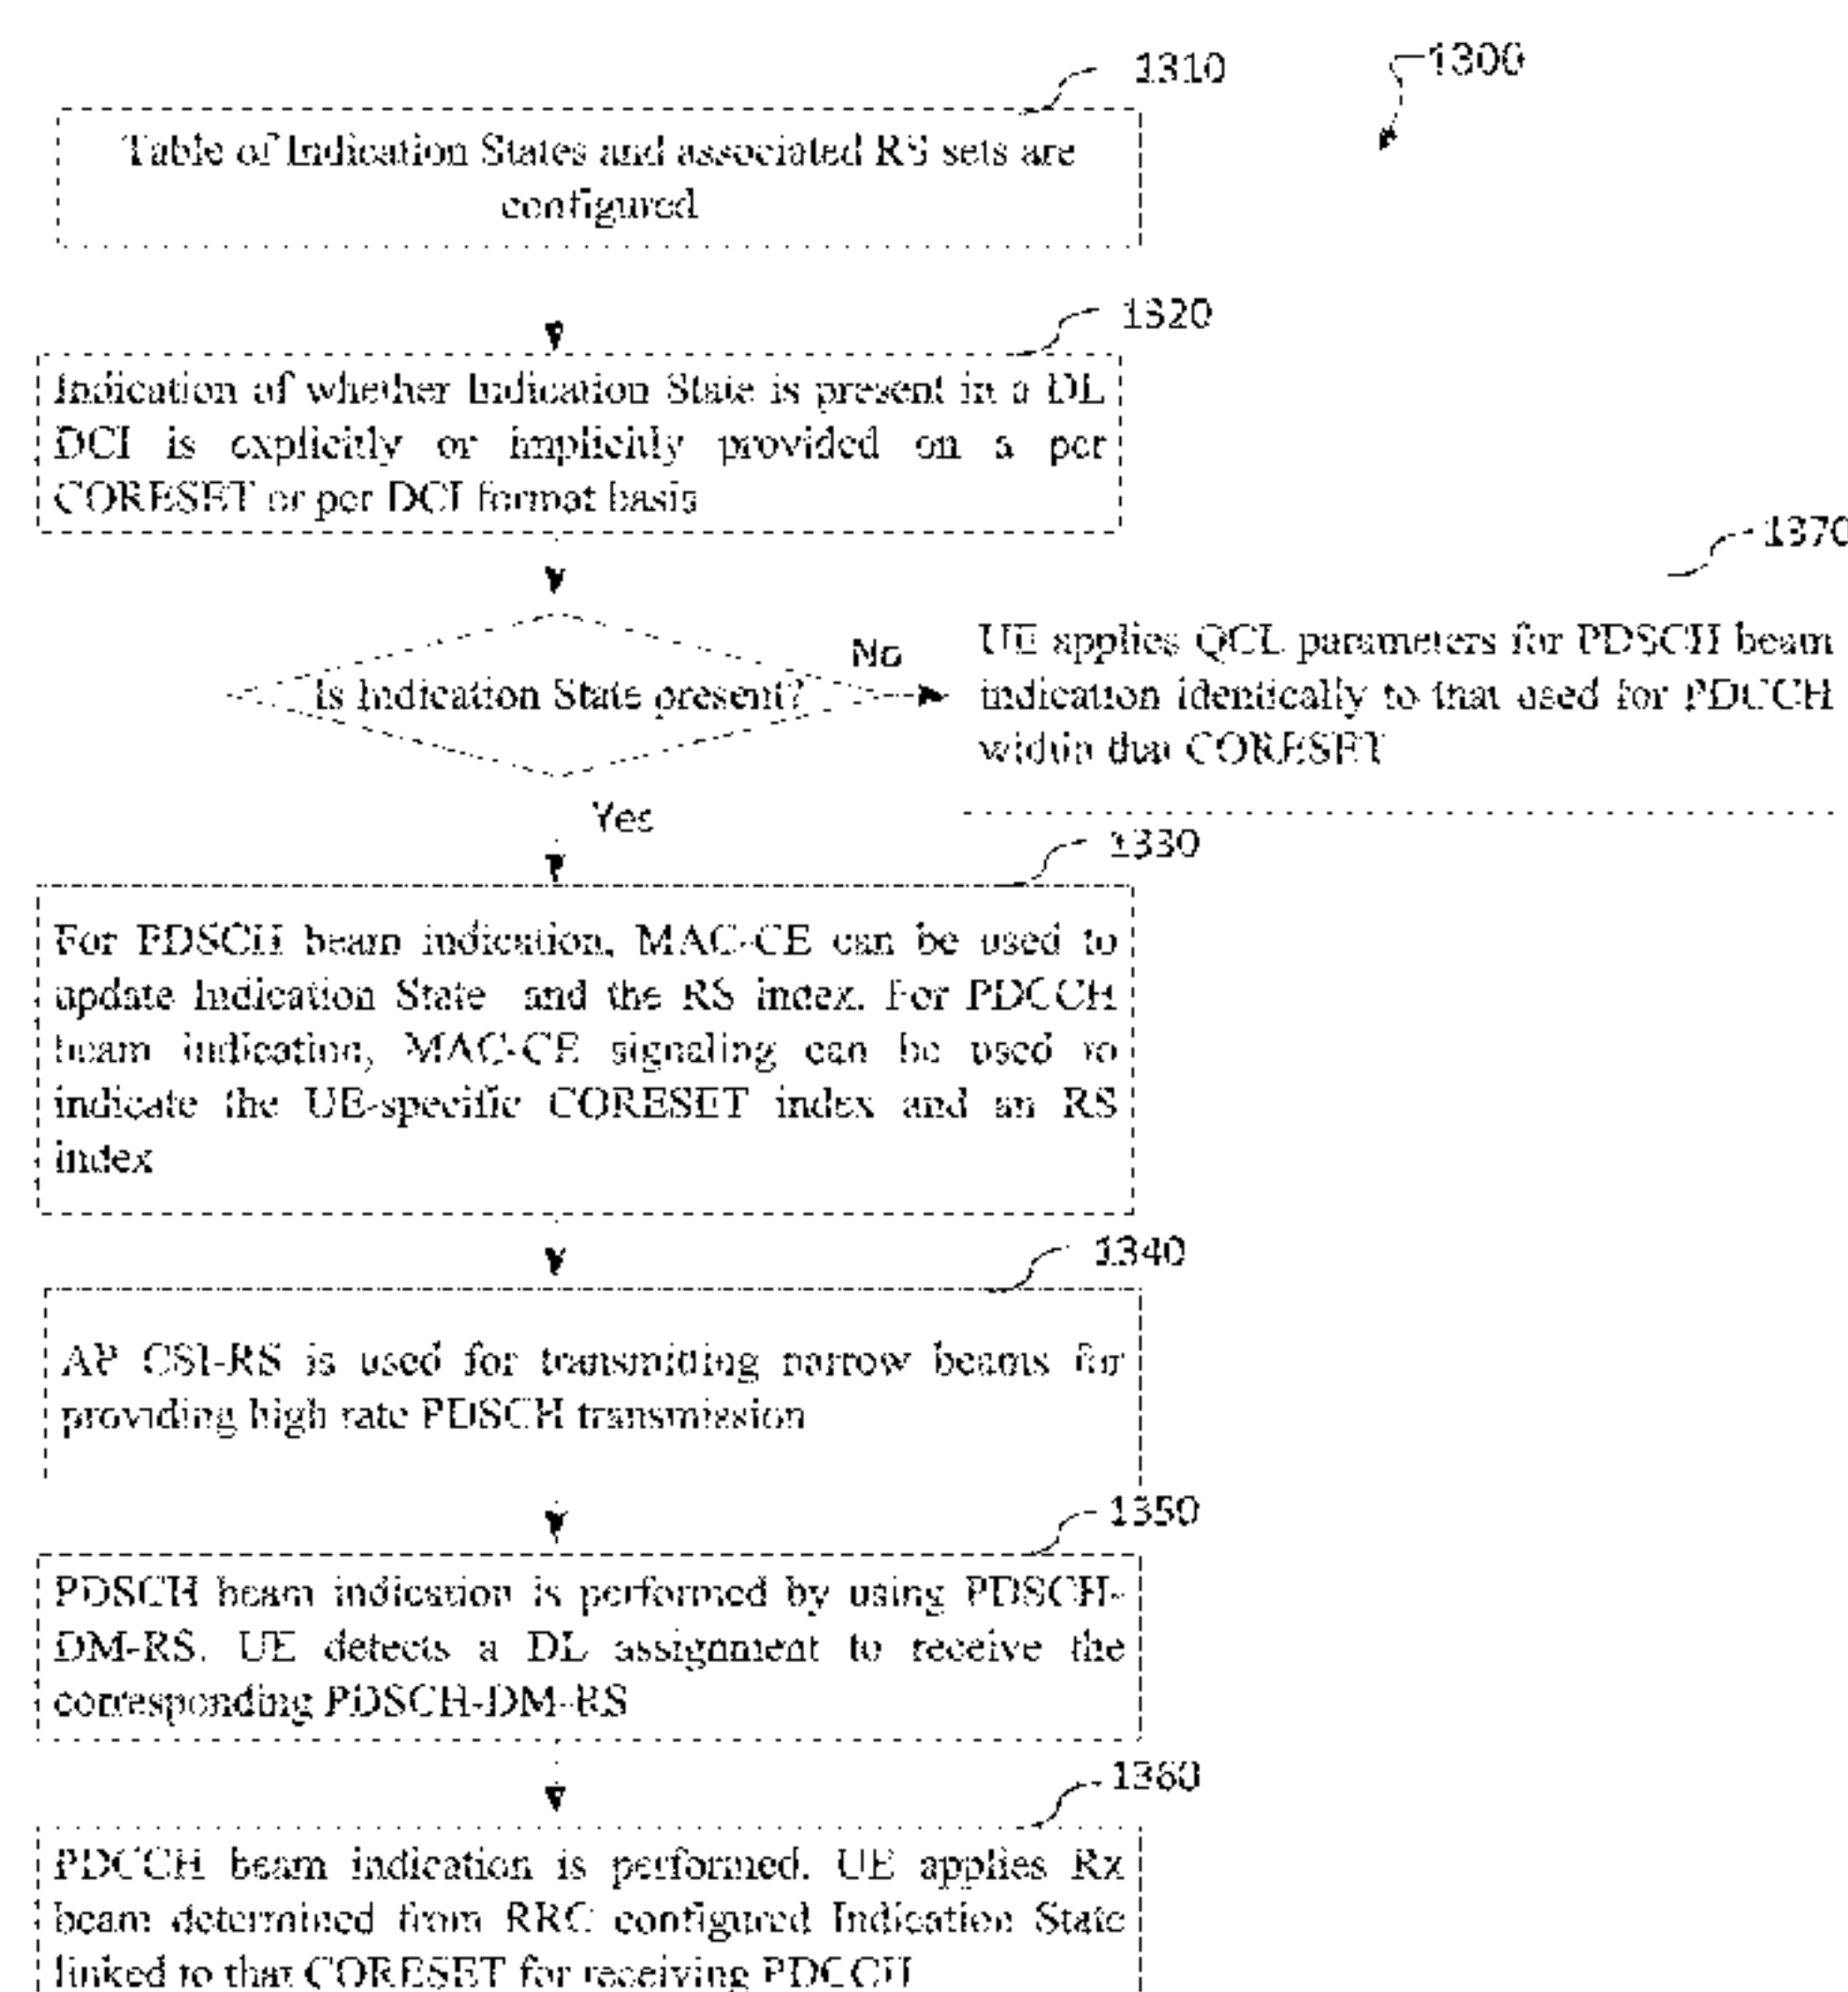 1310
1300
Table of Indication States and associated RS sets are
configured
1320
Indication of whether Indication State is present in a DL
DCI is explicitly or implicitly provided on a per
CORESET or per DCI format basis
1370
Is Indication State present?
No
UE applies QCL parameters for PDSCH beam
indication identically to that used for PDCCH
within that CORESET
Yes
1330
For PDSCH beam indication, MAC-CE can be used to
update Indication State and the RS index. For PDCCH
beam indication, MAC-CE signaling can be used to
indicate the UE-specific CORESET index and an RS
index
1340
AP CSI-RS is used for transmitting narrow beams for
providing high rate PDSCH transmission
1350
PDSCH beam indication is performed by using PDSCH-
DM-RS. UE detects a DL assignment to receive the
corresponding PDSCH-DM-RS
1360
PDCCH beam indication is performed. UE applies Rx
beam determined from RRC configured Indication State
linked to that CORESET for receiving PDCCH